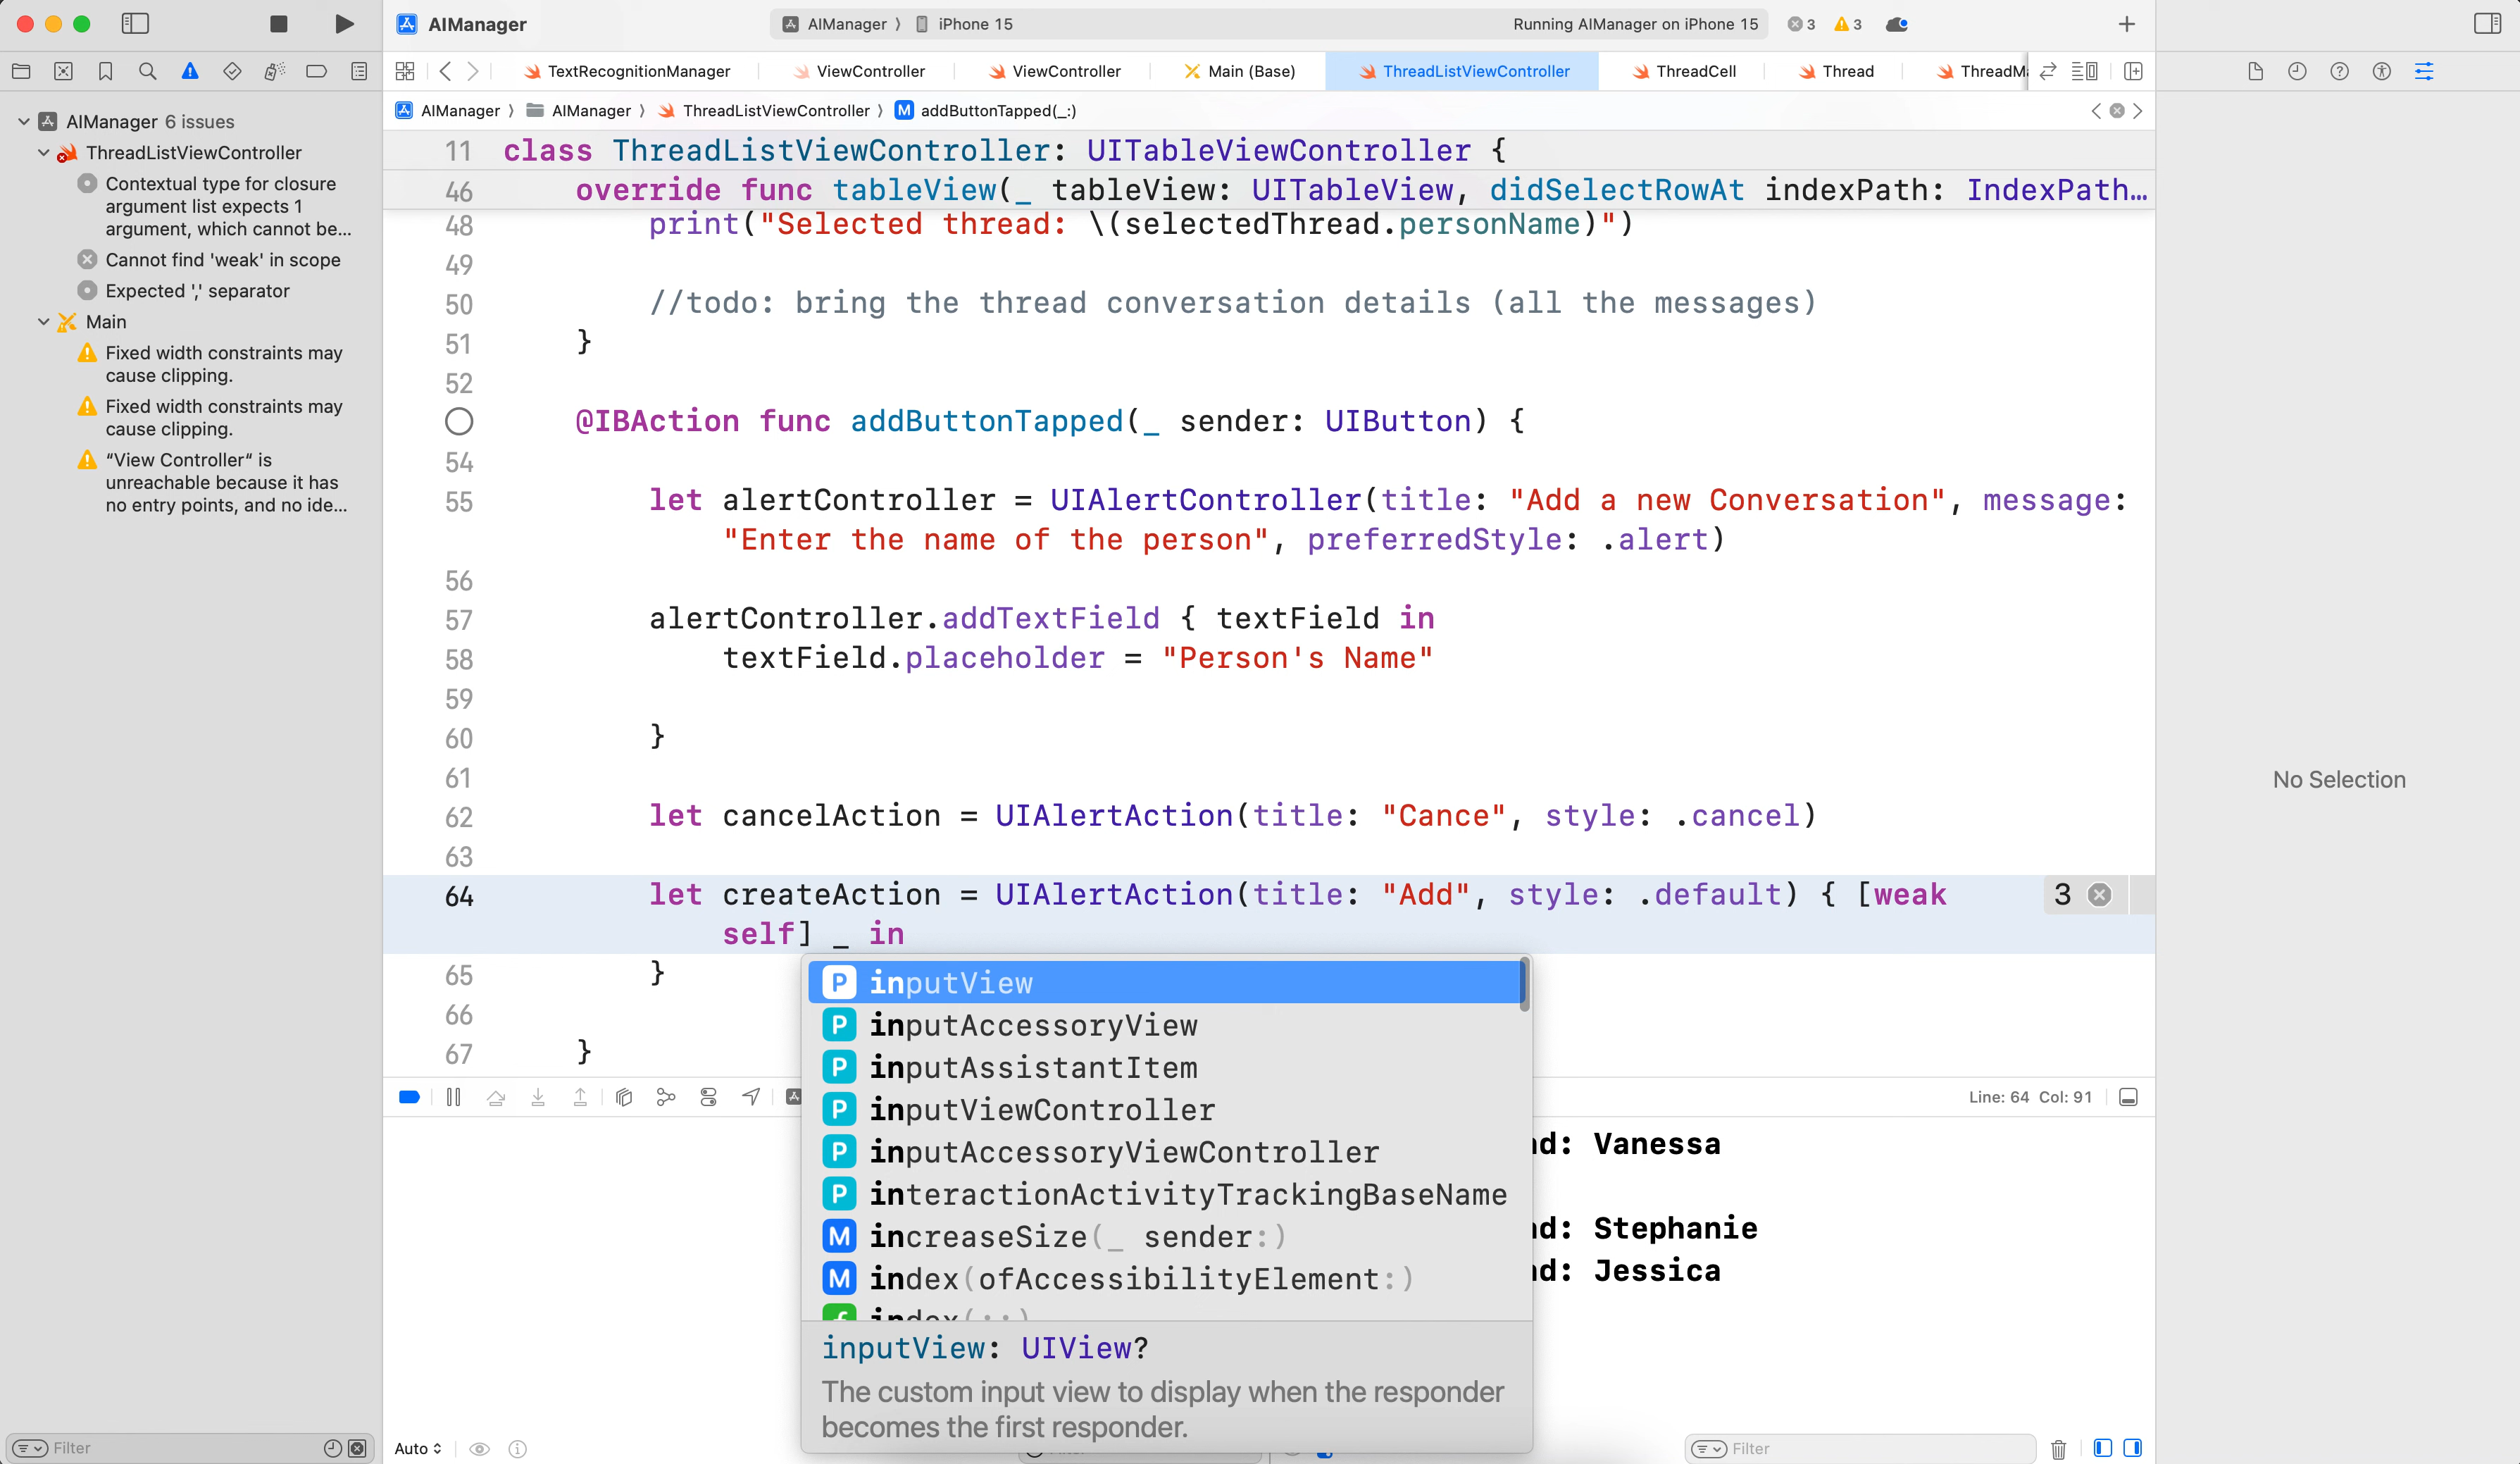 AIManager
AIManager 〉 iPhone 15
Running AIManager on iPhone 15
3
3
TextRecognitionManager
ViewController
ViewController
Main (Base)
ThreadListViewController
ThreadCell
Thread
ThreadMa
AIManager 〉 AIManager 〉 ThreadListViewController 〉 M addButtonTapped(_:)
AIManager 6 issues
ThreadListViewController
Contextual type for closure
argument list expects 1
argument, which cannot be...
Cannot find 'weak' in scope
Expected ',' separator
Main
Fixed width constraints may
cause clipping.
Fixed width constraints may
cause clipping.
“View Controller“ is
unreachable because it has
no entry points, and no ide...
Filter
11 class ThreadListViewController: UITableViewController {
46 override func tableView(_ tableView: UITableView, didSelectRowAt indexPath: IndexPath…
48 print("Selected thread: \(selectedThread.personName)")
49
50 //todo: bring the thread conversation details (all the messages)
51 }
52
@IBAction func addButtonTapped(_ sender: UIButton) {
54
55 let alertController = UIAlertController(title: "Add a new Conversation", message:
"Enter the name of the person", preferredStyle: .alert)
56
57 alertController.addTextField { textField in
58 textField.placeholder = "Person's Name"
59
60 }
61
62 let cancelAction = UIAlertAction(title: "Cance", style: .cancel)
63
64 let createAction = UIAlertAction(title: "Add", style: .default) { [weak 3
self] _ in
65 }
66
67 }
P inputView
P inputAccessoryView
P inputAssistantItem
P inputViewController
P inputAccessoryViewController
P interactionActivityTrackingBaseName
M increaseSize(_ sender:)
M index(ofAccessibilityElement:)
inputView: UIView?
The custom input view to display when the responder
becomes the first responder.
Line: 64 Col: 91
d: Vanessa
d: Stephanie
d: Jessica
Auto
Filter
No Selection